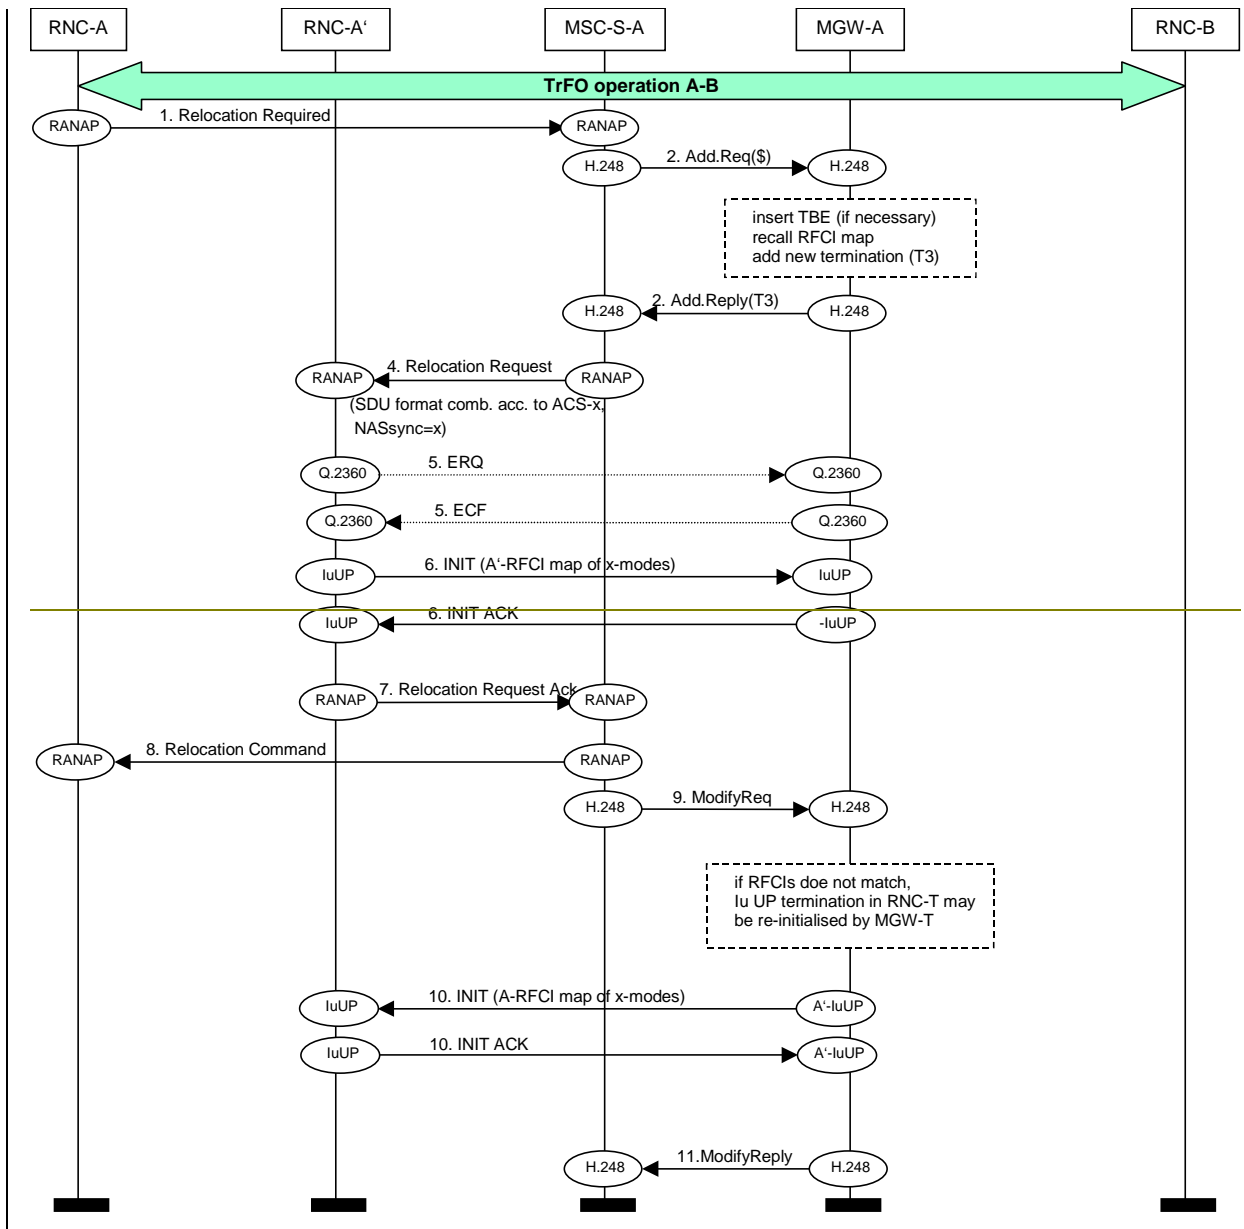 RNC-A
RNC-A‘
MSC-S-A
MGW-A
RNC-B
TrFO operation A-B
1. Relocation Required
RANAP
RANAP
H.248
2. Add.Req($)
H.248
insert TBE (if necessary)
recall RFCI map
add new termination (T3)
H.248
2. Add.Reply(T3)
H.248
RANAP
4. Relocation Request
RANAP
(SDU format comb. acc. to ACS-x,
NASsync=x)
Q.2360
5. ERQ
Q.2360
Q.2360
5. ECF
Q.2360
IuUP
6. INIT (A‘-RFCI map of x-modes)
IuUP
IuUP
6. INIT ACK
-IuUP
RANAP
7. Relocation Request Ack
RANAP
RANAP
8. Relocation Command
RANAP
H.248
9. ModifyReq
H.248
if RFCIs doe not match,
Iu UP termination in RNC-T may
be re-initialised by MGW-T
IuUP
10. INIT (A-RFCI map of x-modes)
A‘-IuUP
IuUP
10. INIT ACK
A‘-IuUP
H.248
11.ModifyReply
H.248